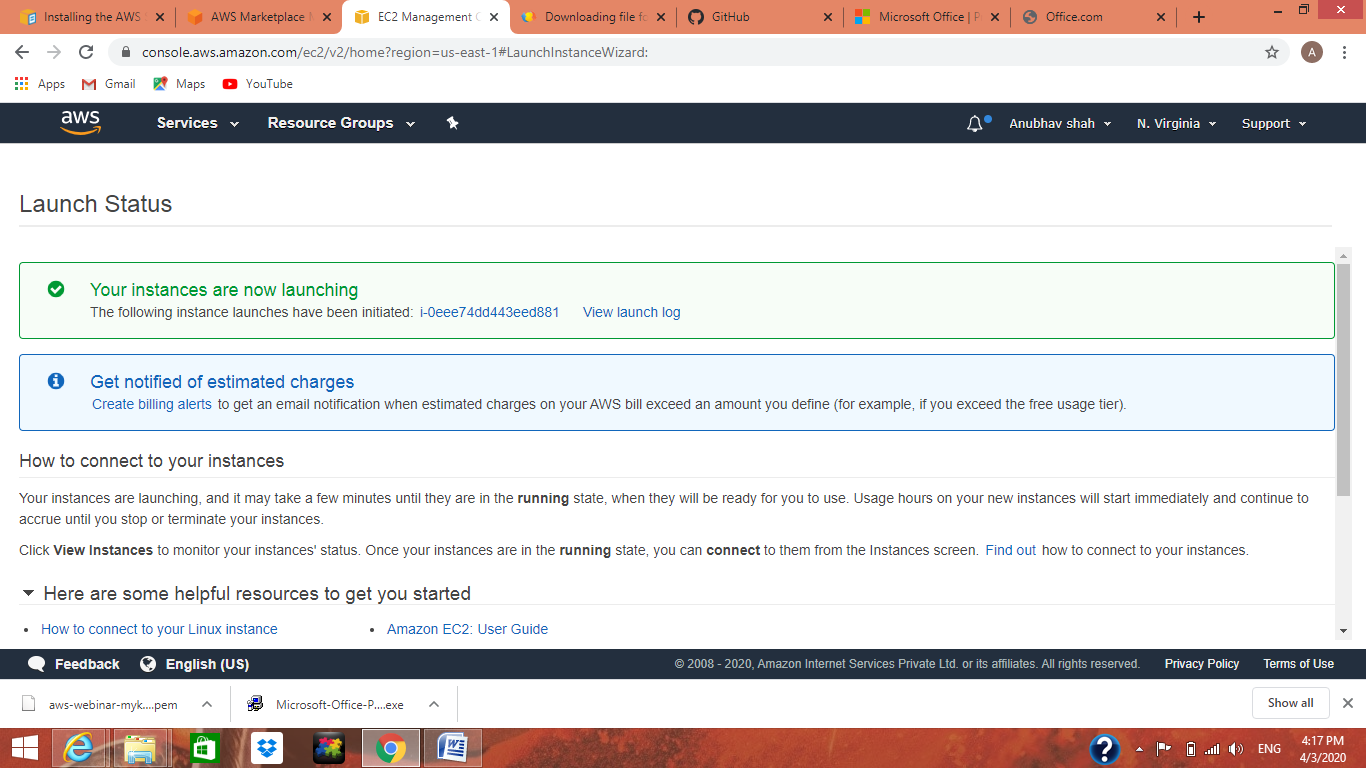 Installing the AWS
AWS Marketplace
EC2 Management
Downloading file fo
GitHub
Microsoft Office | P
Office.com
console.aws.amazon.com/ec2/v2/home?region=us-east-1#LaunchInstanceWizard:
A
Apps
Gmail
Maps
YouTube
aws
Services
Resource Groups
Anubhav shah
N. Virginia
Support
Launch Status
Your instances are now launching
The following instance launches have been initiated: i-0eee74dd443eed881 View launch log
Get notified of estimated charges
Create billing alerts to get an email notification when estimated charges on your AWS bill exceed an amount you define (for example, if you exceed the free usage tier).
How to connect to your instances
Your instances are launching, and it may take a few minutes until they are in the running state, when they will be ready for you to use. Usage hours on your new instances will start immediately and continue to
accrue until you stop or terminate your instances.
Click View Instances to monitor your instances' status. Once your instances are in the running state, you can connect to them from the Instances screen. Find out how to connect to your instances.
Here are some helpful resources to get you started
• How to connect to your Linux instance
• Amazon EC2: User Guide
Feedback
English (US)
© 2008 - 2020, Amazon Internet Services Private Ltd. or its affiliates. All rights reserved.
Privacy Policy
Terms of Use
aws-webinar-myk....pem
Microsoft-Office-P....exe
Show all
ENG
4:17 PM
4/3/2020